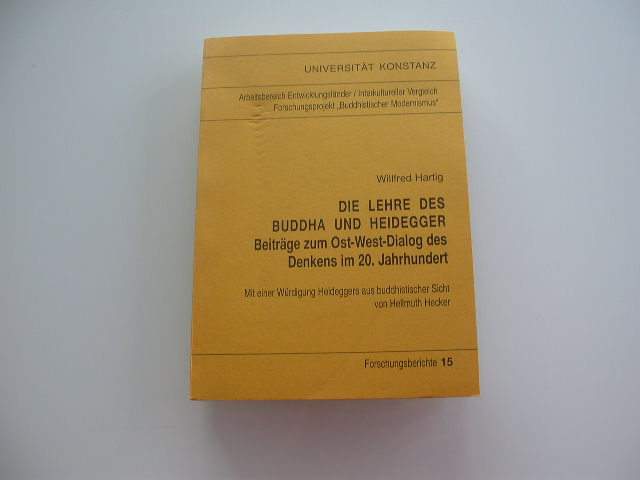 UNIVERSITÄT KONSTANZ
Arbeitsbereich Entwicklungsländer / Interkultureller Vergleich
Forschungsprojekt „Buddhistischer Modernismus"
Willfred Hartig
DIE LEHRE DES
BUDDHA UND HEIDEGGER
Beiträge zum Ost-West-Dialog des
Denkens im 20. Jahrhundert
Mit einer Würdigung Heideggers aus buddhistischer Sicht
von Hellmuth Hecker
Forschungsberichte 15